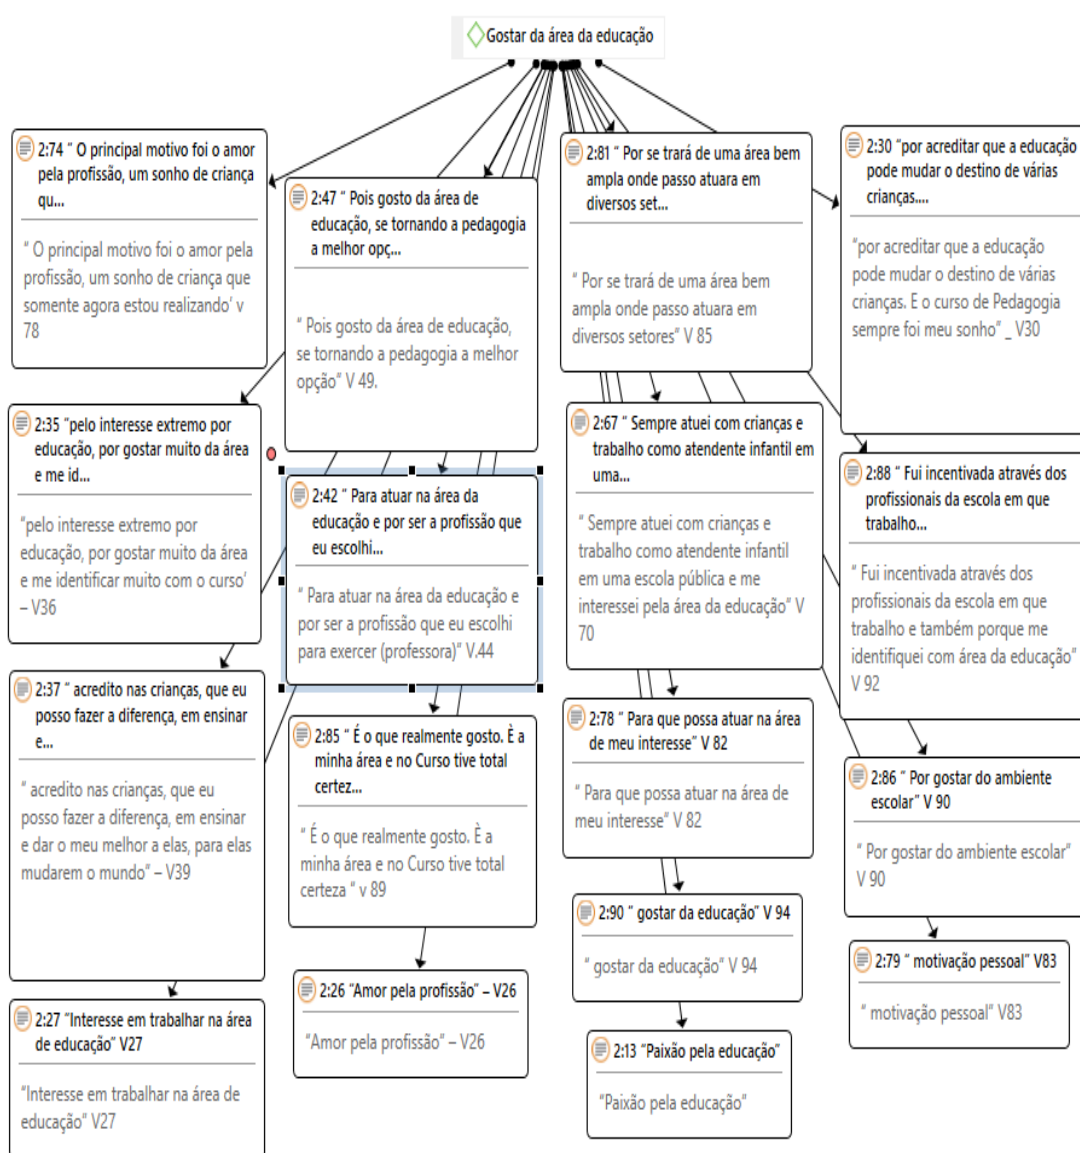 Gostar da área da educação
2:74 “ O principal motivo foi o amor
pela profissão, um sonho de criança
qu...
“ O principal motivo foi o amor pela
profissão, um sonho de criança que
somente agora estou realizando’ v
78
2:35 “pelo interesse extremo por
educação, por gostar muito da área
e me id...
“pelo interesse extremo por
educação, por gostar muito da área
e me identificar muito com o curso’
– V36
2:37 “ acredito nas crianças, que eu
posso fazer a diferença, em ensinar
e...
“ acredito nas crianças, que eu
posso fazer a diferença, em ensinar
e dar o meu melhor a elas, para elas
mudarem o mundo” – V39
2:27 “Interesse em trabalhar na área
de educação” V27
“Interesse em trabalhar na área de
educação” V27
2:47 “ Pois gosto da área de
educação, se tornando a pedagogia
a melhor opç...
“ Pois gosto da área de educação,
se tornando a pedagogia a melhor
opção” V 49.
2:42 “ Para atuar na área da
educação e por ser a profissão que
eu escolhi...
“ Para atuar na área da educação e
por ser a profissão que eu escolhi
para exercer (professora)” V.44
2:85 “ É o que realmente gosto. È a
minha área e no Curso tive total
certez...
“ É o que realmente gosto. È a
minha área e no Curso tive total
certeza “ v 89
2:26 “Amor pela profissão” – V26
“Amor pela profissão” – V26
2:81 “ Por se trará de uma área bem
ampla onde passo atuara em
diversos set...
“ Por se trará de uma área bem
ampla onde passo atuara em
diversos setores” V 85
2:67 “ Sempre atuei com crianças e
trabalho como atendente infantil em
uma...
“ Sempre atuei com crianças e
trabalho como atendente infantil
em uma escola pública e me
interessei pela área da educação” V
70
2:78 “ Para que possa atuar na área
de meu interesse” V 82
“ Para que possa atuar na área de
meu interesse” V 82
2:90 “ gostar da educação” V 94
“ gostar da educação” V 94
2:13 “Paixão pela educação”
“Paixão pela educação”
2:30 “por acreditar que a educação
pode mudar o destino de várias
crianças....
“por acreditar que a educação
pode mudar o destino de várias
crianças. E o curso de Pedagogia
sempre foi meu sonho” _ V30
2:88 “ Fui incentivada através dos
profissionais da escola em que
trabalho...
“ Fui incentivada através dos
profissionais da escola em que
trabalho e também porque me
identifiquei com área da educação”
V 92
2:86 “ Por gostar do ambiente
escolar” V 90
“ Por gostar do ambiente escolar”
V 90
2:79 “ motivação pessoal” V83
“ motivação pessoal” V83